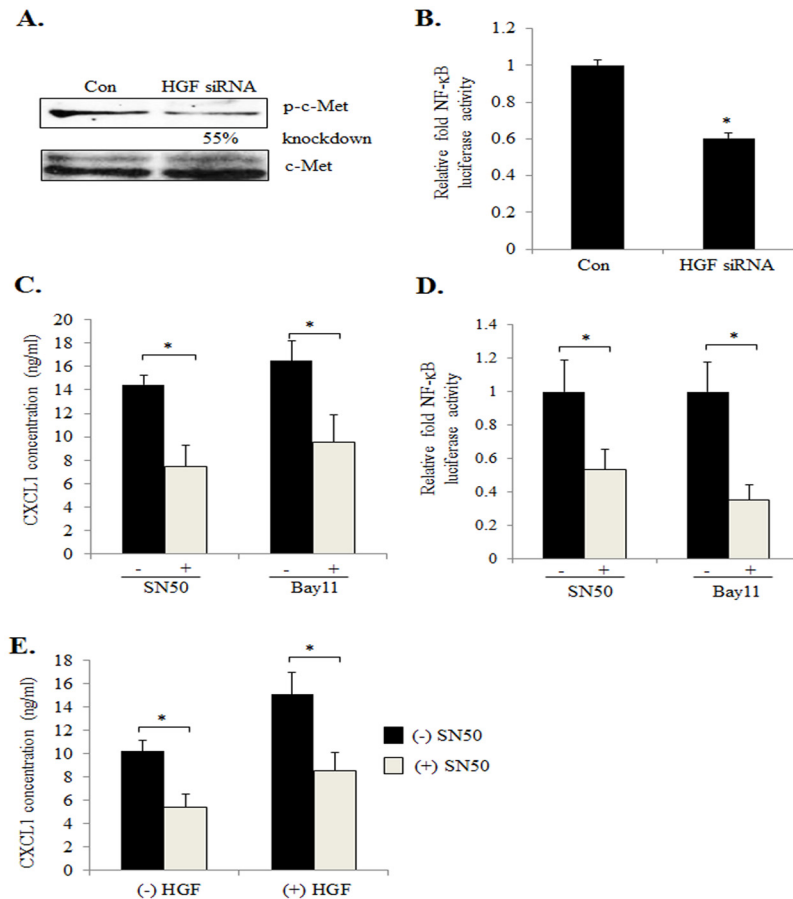 A.
Con HGF siRNA
p-c-Met
55% knockdown
c-Met
B.
Relative fold NF-κB
luciferase activity
1
0.8
0.6
0.4
0.2
0
*
Con HGF siRNA
C.
CXCL1 concentration (ng/ml)
20
18
16
14
12
10
8
6
4
2
0
* *
- + - +
SN50 Bay11
D.
Relative fold NF-κB
luciferase activity
1.4
1.2
1
0.8
0.6
0.4
0.2
0
* *
- + - +
SN50 Bay11
E.
CXCL1 concentration (ng/ml)
18
16
14
12
10
8
6
4
2
0
* *
(-) HGF (+) HGF
(-) SN50
(+) SN50